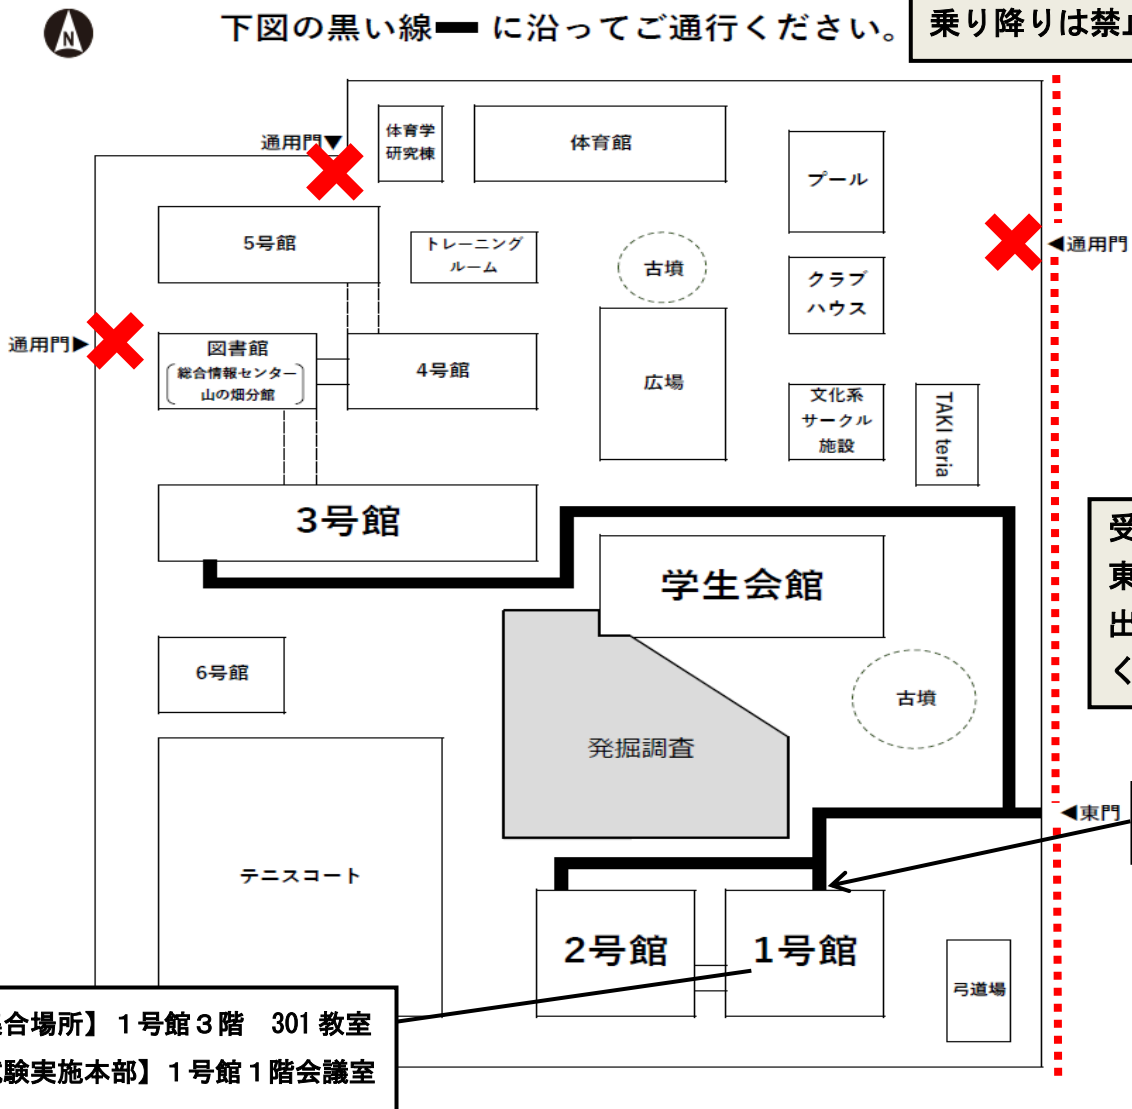 N
下図の黒い線 に沿ってご通行ください。
乗り降りは禁止
通用門▼
体育学
研究棟
体育館
プール
5号館
トレーニング
ルーム
古墳
◀通用門
クラブ
ハウス
通用門▶
図書館
総合情報センター
山の畑分館
4号館
広場
文化系
サークル
施設
TAKI teria
3号館
受
東
出
く
学生会館
6号館
古墳
発掘調査
◀東門
テニスコート
2号館
1号館
弓道場
合場所】1号館3階 301教室
験実施本部】1号館1階会議室